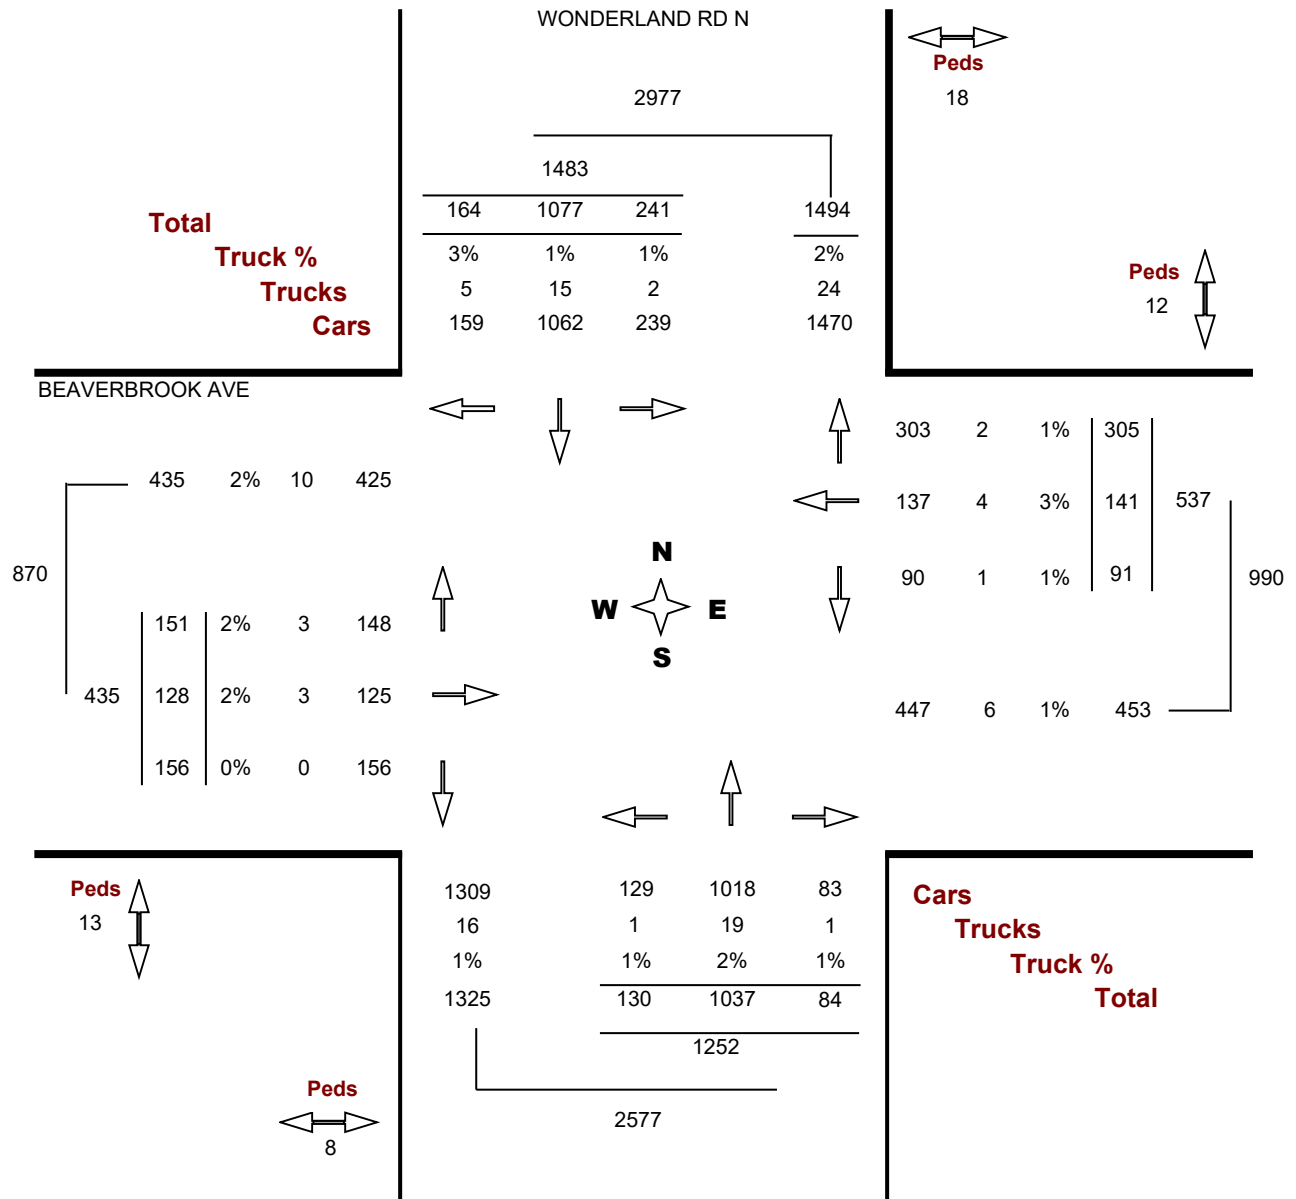 WONDERLAND RD N
Peds
18
2977
1483
164 1077 241 1494
Total
3% 1% 1% 2%
Truck %
5 15 2 24
Trucks
159 1062 239 1470
Cars
Peds
12
BEAVERBROOK AVE
303 2 1% 305
435 2% 10 425
137 4 3% 141 537
N
870
90 1 1% 91 990
W E
S
151 2% 3 148
435 128 2% 3 125
447 6 1% 453
156 0% 0 156
Peds
13
1309 129 1018 83
Cars
16 1 19 1
Trucks
1% 1% 2% 1%
Truck %
1325 130 1037 84
Total
1252
Peds
8
2577